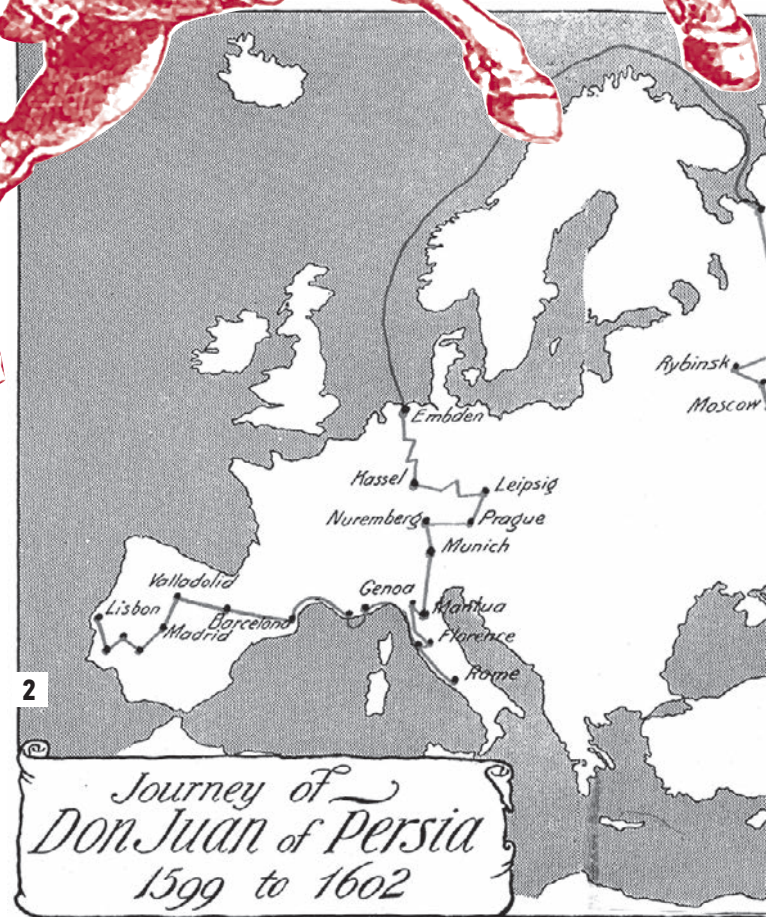 Rybinsk
Moscow
Embden
Kassel
Leipsig
Nuremberg
Prague
Munich
Valladolid
Genoa
Lisbon
Barcelona
Mantua
Madrid
Florence
Rome
2
Journey of
Don Juan of Persia
1599 to 1602